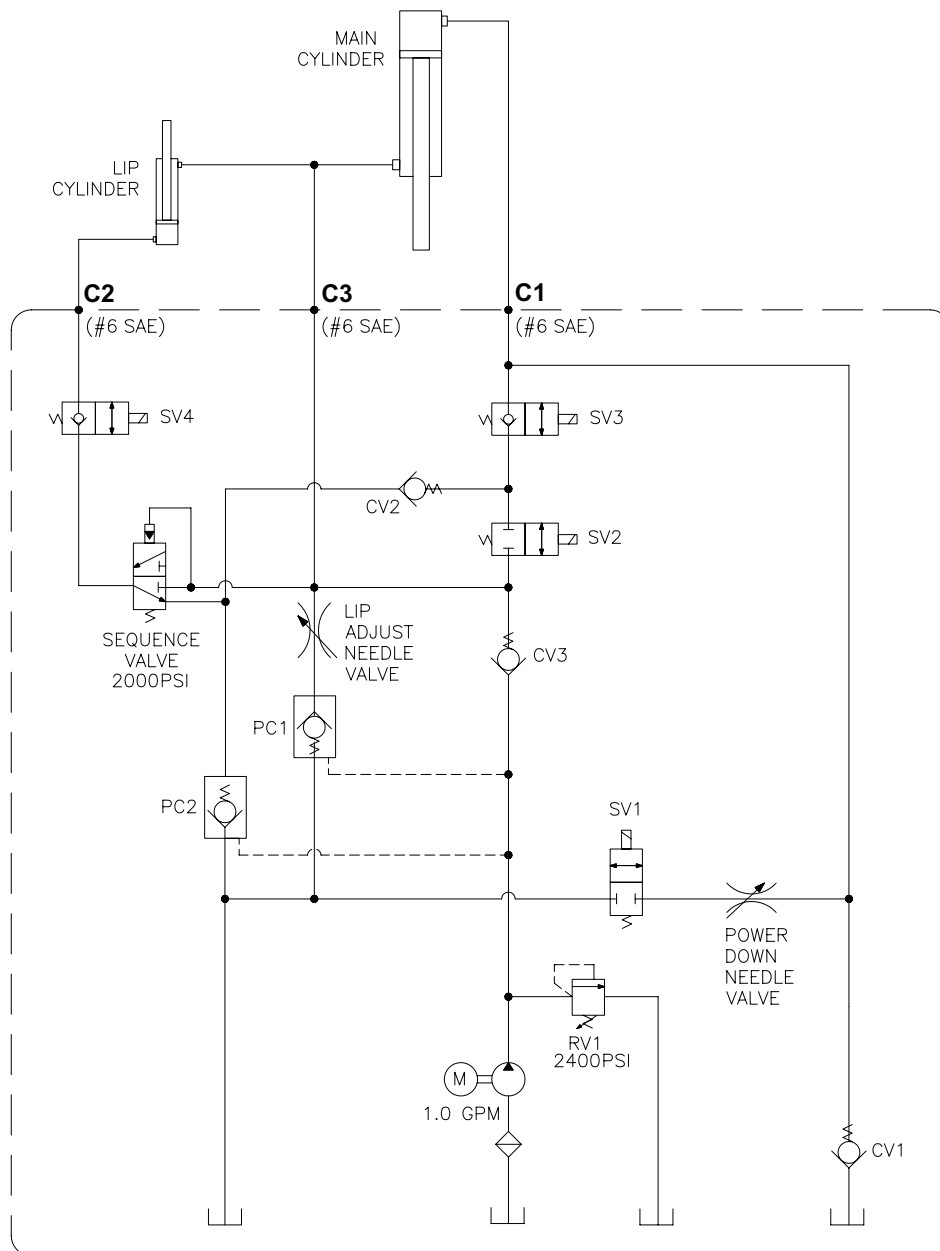 MAIN
CYLINDER
LIP
CYLINDER
C2
(#6 SAE)
C3
(#6 SAE)
C1
(#6 SAE)
SV4
SV3
CV2
SV2
SEQUENCE
VALVE
2000PSI
LIP
ADJUST
NEEDLE
VALVE
CV3
PC1
PC2
SV1
POWER
DOWN
NEEDLE
VALVE
RV1
2400PSI
M
1.0 GPM
CV1